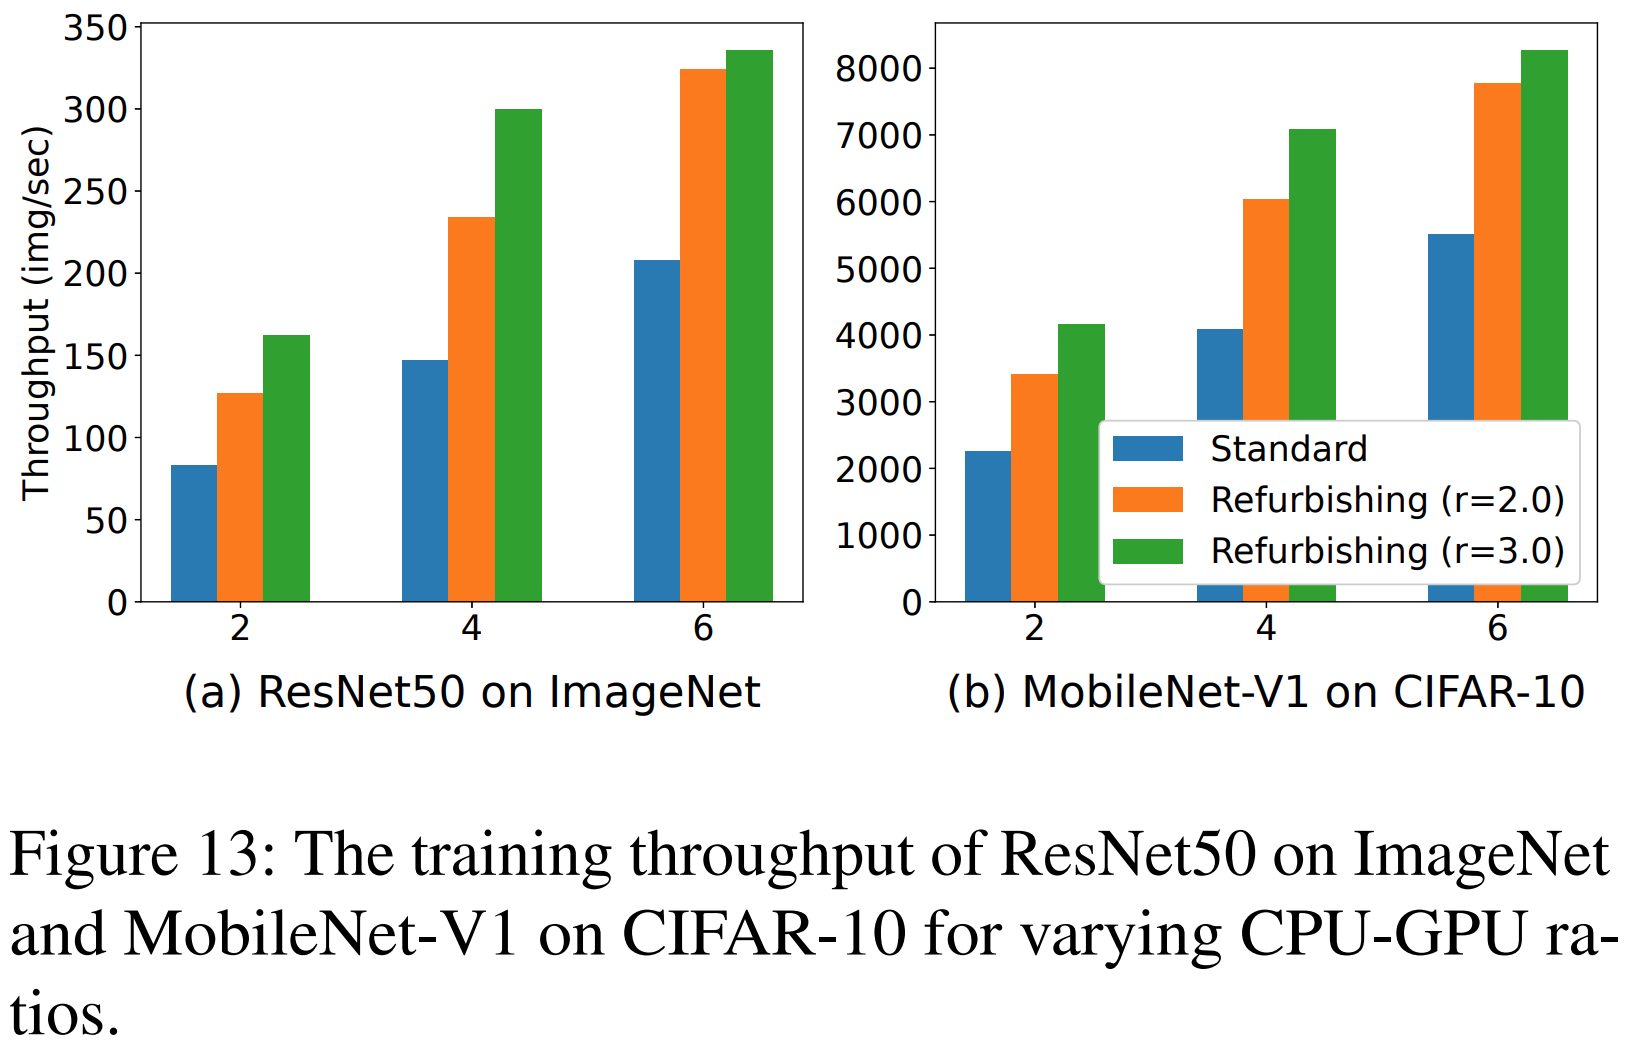 350
300
250
200
150
100
50
0
Throughput (img/sec)
2 4 6
(a) ResNet50 on ImageNet
8000
7000
6000
5000
4000
3000
2000
1000
0
Standard
Refurbishing (r=2.0)
Refurbishing (r=3.0)
2 4 6
(b) MobileNet-V1 on CIFAR-10
Figure 13: The training throughput of ResNet50 on ImageNet
and MobileNet-V1 on CIFAR-10 for varying CPU-GPU ra-
tios.